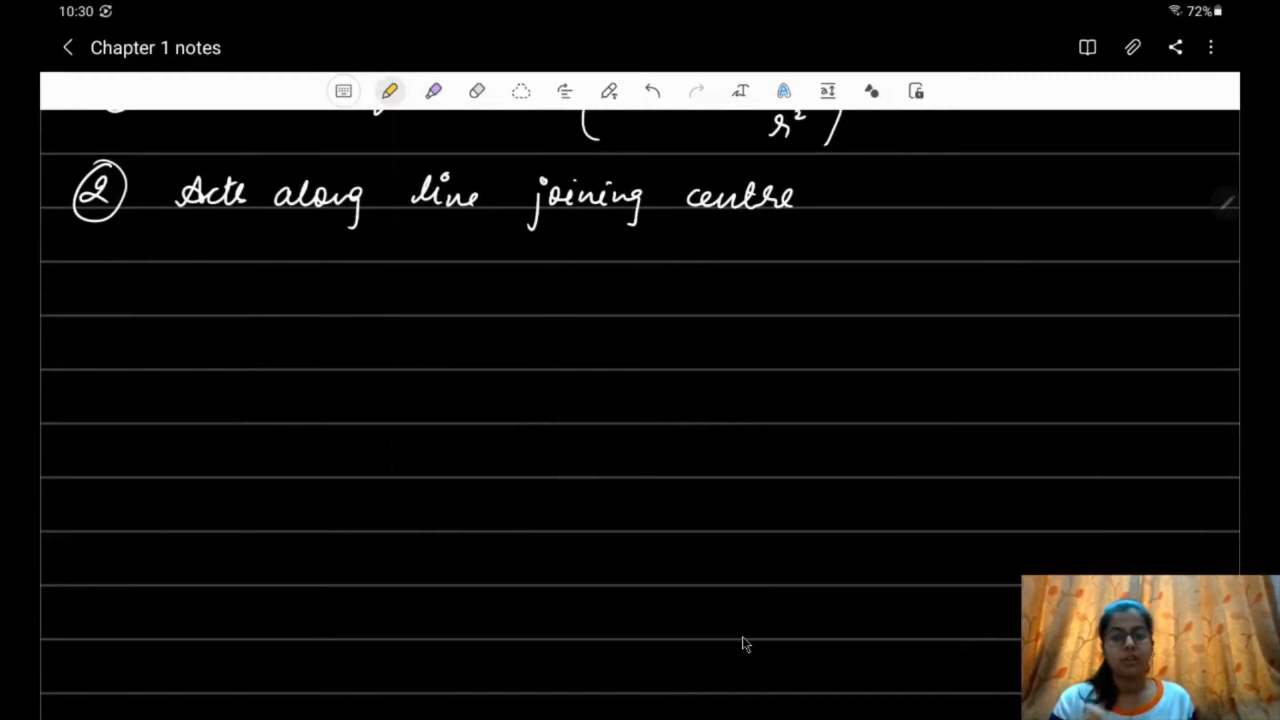 10:30
72%
Chapter 1 notes
r²
② Acts along line joining centre